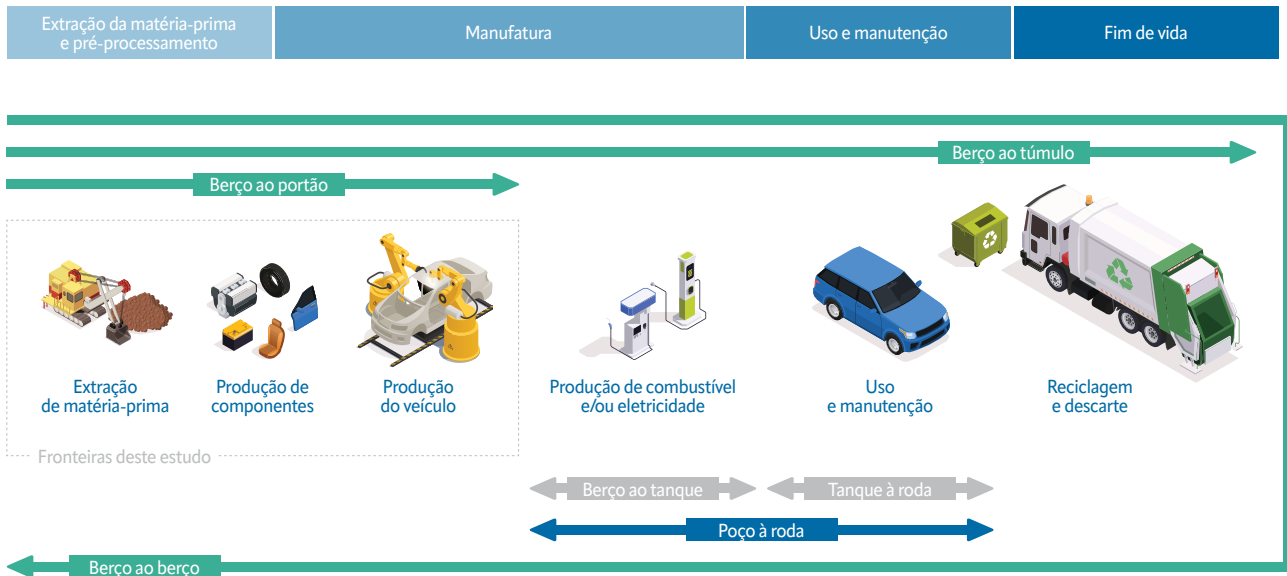 Extração da matéria-prima
e pré-processamento
Manufatura
Uso e manutenção
Fim de vida
Berço ao túmulo
Berço ao portão
Extração
de matéria-prima
Produção de
componentes
Produção
do veículo
Produção de combustível
e/ou eletricidade
Uso
e manutenção
Reciclagem
e descarte
Fronteiras deste estudo
Berço ao tanque
Tanque à roda
Poço à roda
Berço ao berço